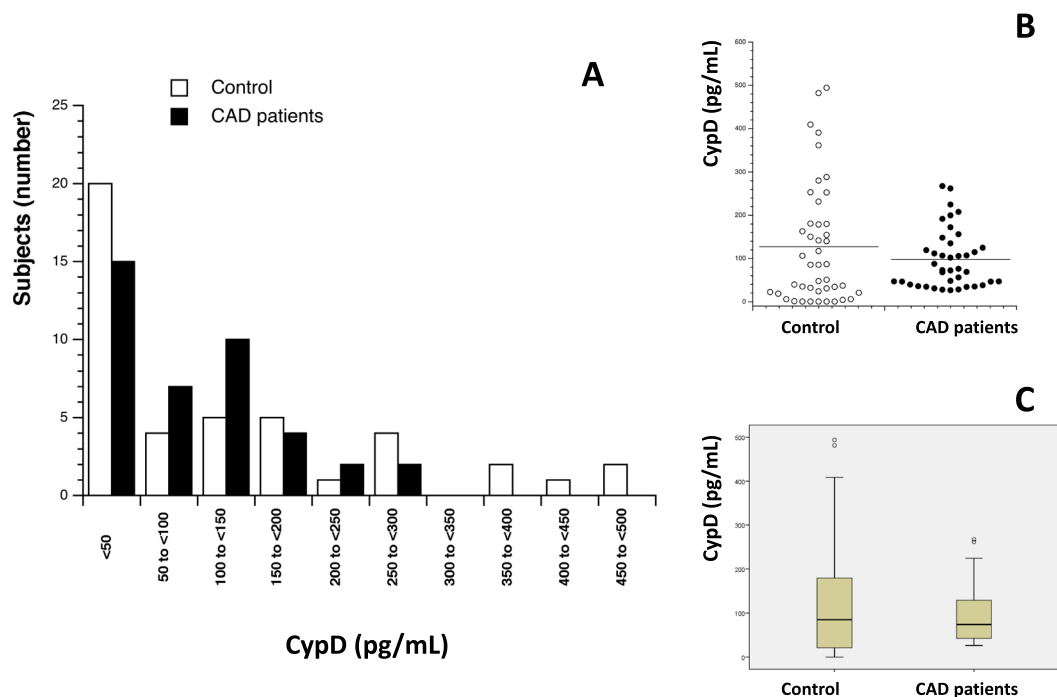 A
Control
CAD patients
Subjects (number)
25
20
15
10
5
0
<50
50 to <100
100 to <150
150 to <200
200 to <250
250 to <300
300 to <350
350 to <400
400 to <450
450 to <500
CypD (pg/mL)
B
CypD (pg/mL)
600
500
400
300
200
100
0
Control
CAD patients
C
CypD (pg/mL)
500
400
300
200
100
0
Control
CAD patients